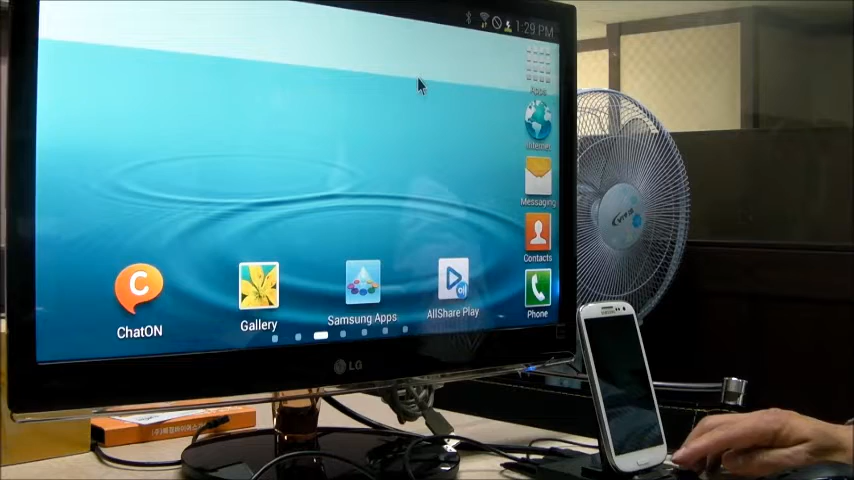 1:29 PM
Apps
Internet
Messaging
Contacts
Phone
C
ChatON
Gallery
Samsung Apps
AllShare Play
LG